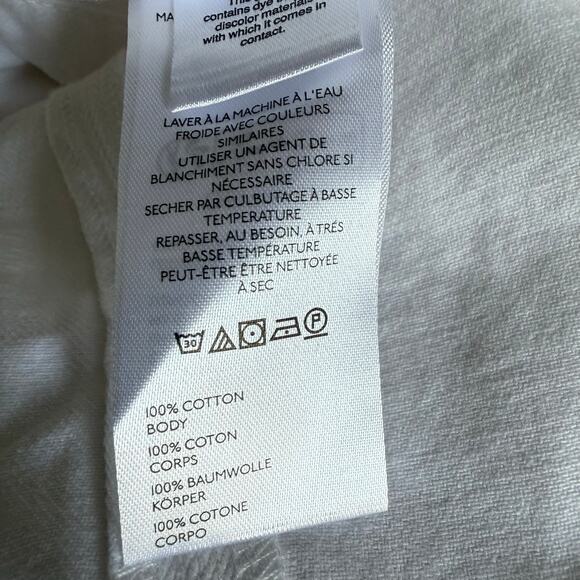 MA
contains dye
discolor materials
with which it comes in
contact.
LAVER À LA MACHINE À L'EAU
FROIDE AVEC COULEURS
SIMILAIRES
UTILISER UN AGENT DE
BLANCHIMENT SANS CHLORE SI
NÉCESSAIRE
SECHER PAR CULBUTAGE À BASSE
TEMPERATURE
REPASSER, AU BESOIN, À TRÉS
BASSE TEMPÉRATURE
PEUT-ÊTRE ÊTRE NETTOYÉE
À SEC
30 P
100% COTTON
BODY
100% COTON
CORPS
100% BAUMWOLLE
KÖRPER
100% COTONE
CORPO